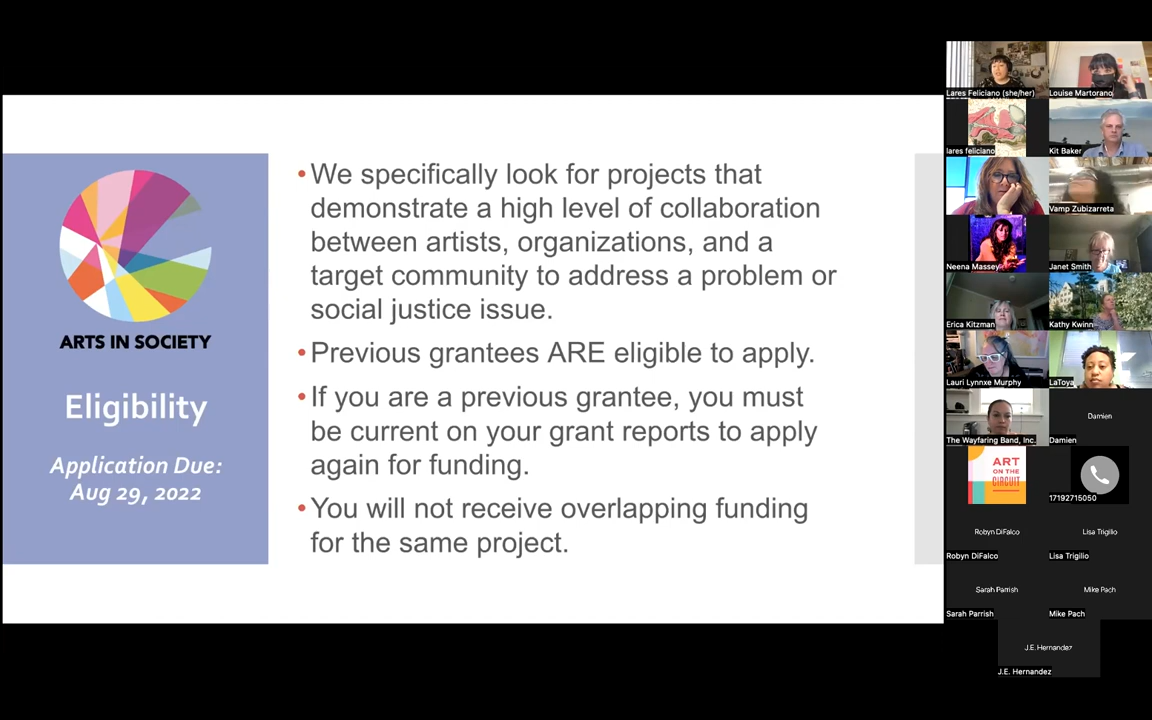 ARTS IN SOCIETY
Eligibility
Application Due:
Aug 29, 2022
•We specifically look for projects that
demonstrate a high level of collaboration
between artists, organizations, and a
target community to address a problem or
social justice issue.
•Previous grantees ARE eligible to apply.
•If you are a previous grantee, you must
be current on your grant reports to apply
again for funding.
•You will not receive overlapping funding
for the same project.
Lares Feliciano (she/her)
Louise Martorano
lares feliciano
Kit Baker
Vamp Zubizarreta
Neena Massey
Janet Smith
Erica Kitzman
Kathy Kwinn
Lauri Lynnxe Murphy
LaToya
The Wayfaring Band, Inc.
Damien
Damien
ART
ON THE
CIRCUIT
17192715050
Robyn DiFalco
Robyn DiFalco
Lisa Trigilio
Lisa Trigilio
Sarah Parrish
Sarah Parrish
Mike Pach
Mike Pach
J.E. Hernandez
J.E. Hernandez